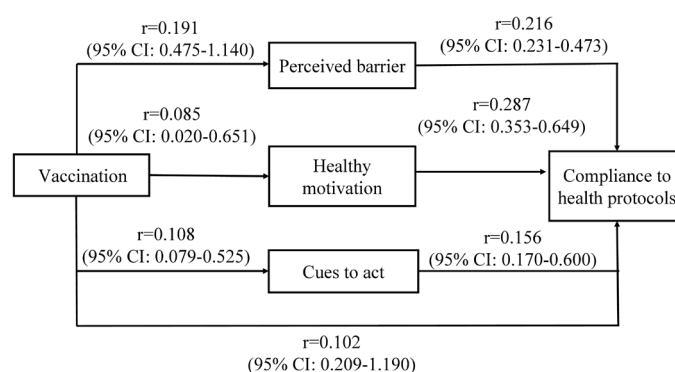 r=0.191
(95% CI: 0.475-1.140)
Perceived barrier
r=0.216
(95% CI: 0.231-0.473)
r=0.085
(95% CI: 0.020-0.651)
Healthy
motivation
r=0.287
(95% CI: 0.353-0.649)
Vaccination
Compliance to
health protocols
r=0.108
(95% CI: 0.079-0.525)
Cues to act
r=0.156
(95% CI: 0.170-0.600)
r=0.102
(95% CI: 0.209-1.190)